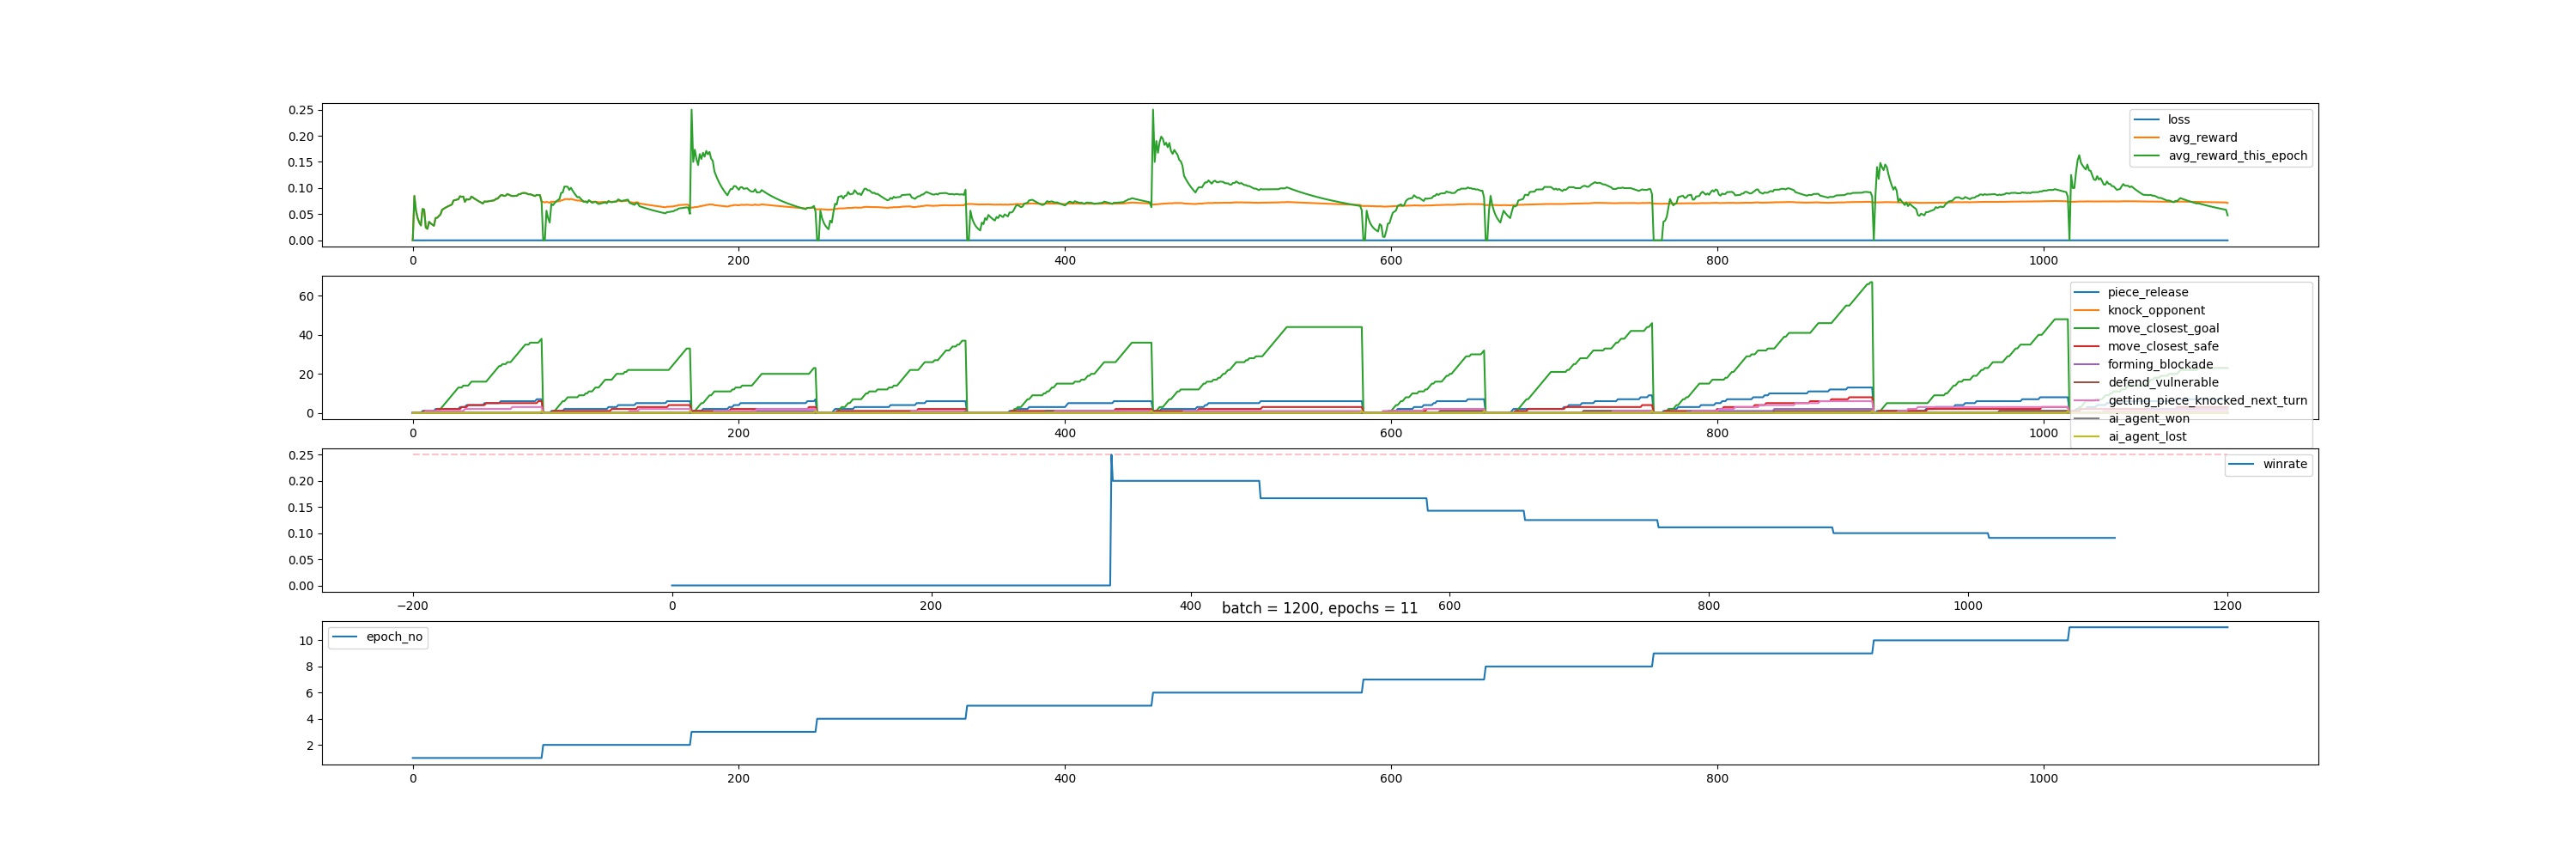 0.25
0.20
0.15
0.10
0.05
0.00
loss
avg_reward
avg_reward_this_epoch
0 200 400 600 800 1000
60
40
20
0
piece_release
knock_opponent
move_closest_goal
move_closest_safe
forming_blockade
defend_vulnerable
getting_piece_knocked_next_turn
ai_agent_won
ai_agent_lost
0 200 400 600 800 1000
0.25
0.20
0.15
0.10
0.05
0.00
winrate
−200 0 200 400 600 800 1000 1200
batch = 1200, epochs = 11
10
8
6
4
2
epoch_no
0 200 400 600 800 1000